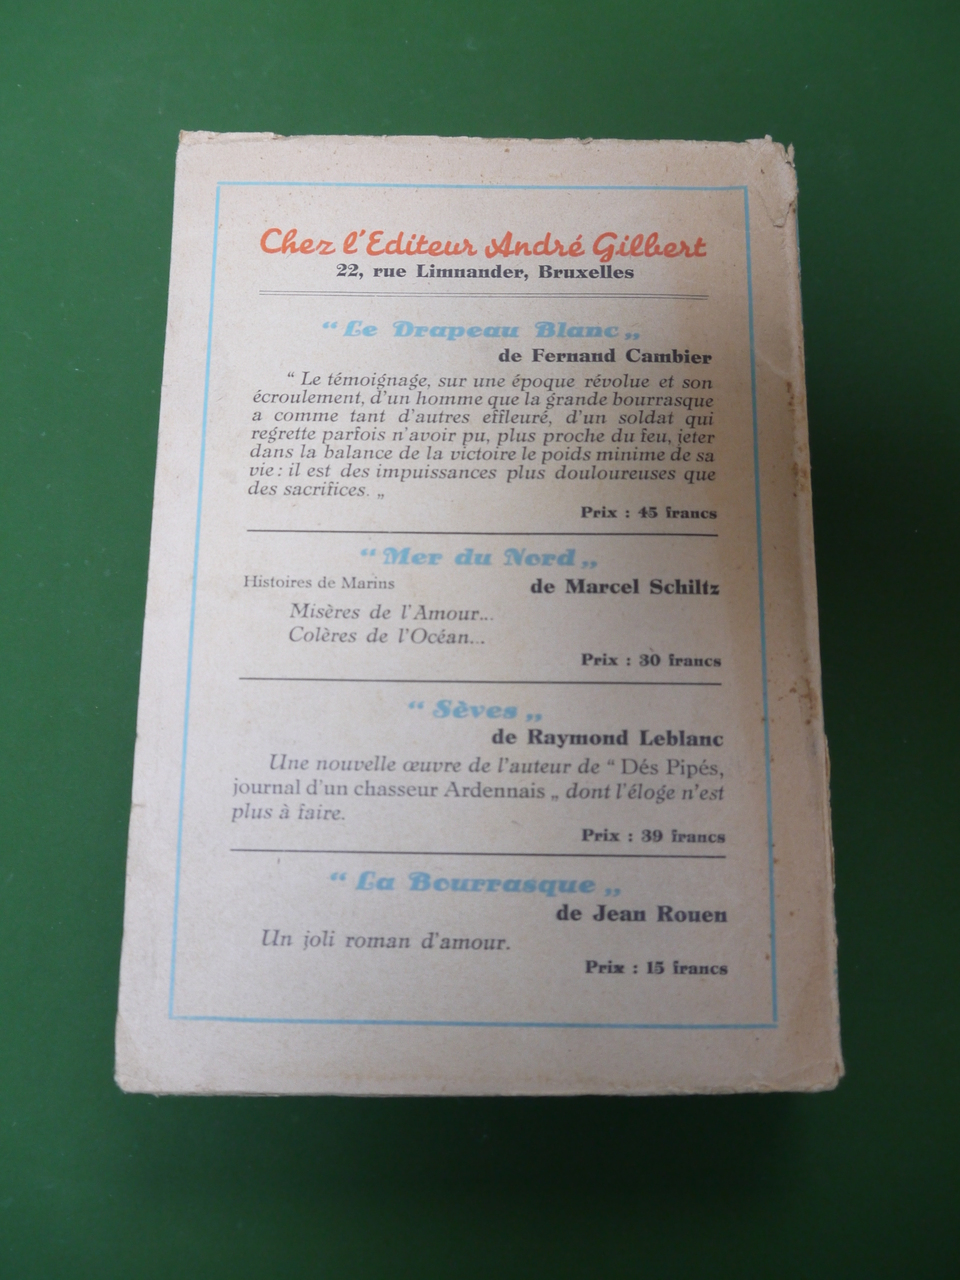 Chez l'Editeur André Gilbert
22, rue Limnander, Bruxelles
“ Le Drapeau Blanc „
de Fernand Cambier
“ Le témoignage, sur une époque révolue et son
écroulement, d'un homme que la grande bourrasque
a comme tant d'autres effleuré, d'un soldat qui
regrette parfois n'avoir pu, plus proche du feu, jeter
dans la balance de la victoire le poids minime de sa
vie : il est des impuissances plus douloureuses que
des sacrifices. „
Prix : 45 francs
“ Mer du Nord „
Histoires de Marins de Marcel Schiltz
Misères de l'Amour...
Colères de l'Océan...
Prix : 30 francs
“ Sèves „
de Raymond Leblanc
Une nouvelle œuvre de l'auteur de “ Dés Pipés,
journal d'un chasseur Ardennais „ dont l'éloge n'est
plus à faire.
Prix : 39 francs
“ La Bourrasque „
de Jean Rouen
Un joli roman d'amour.
Prix : 15 francs